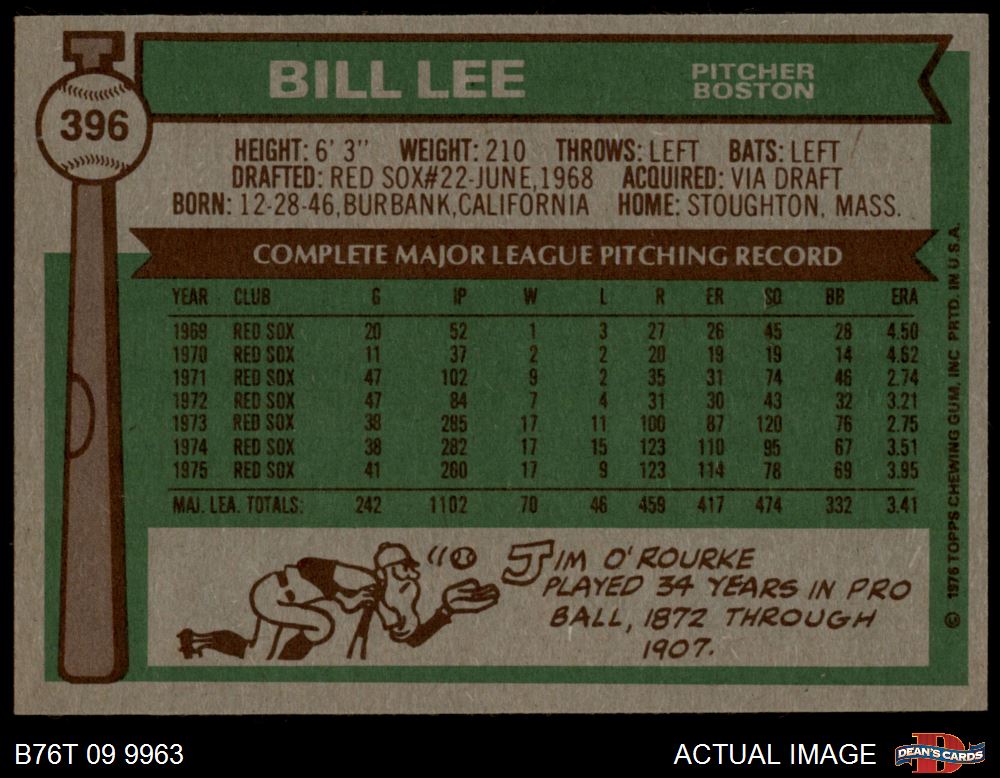 BILL LEE
PITCHER
BOSTON
396
HEIGHT: 6' 3" WEIGHT: 210 THROWS: LEFT BATS: LEFT
DRAFTED: RED SOX#22-JUNE,1968 ACQUIRED: VIA DRAFT
BORN: 12-28-46,BURBANK,CALIFORNIA HOME: STOUGHTON, MASS.
COMPLETE MAJOR LEAGUE PITCHING RECORD
YEAR CLUB G IP W L R ER SO BB ERA
1969 RED SOX 20 52 1 3 27 26 45 28 4.50
1970 RED SOX 11 37 2 2 20 19 19 14 4.62
1971 RED SOX 47 102 9 2 35 31 74 46 2.74
1972 RED SOX 47 84 7 4 31 30 43 32 3.21
1973 RED SOX 38 285 17 11 100 87 120 76 2.75
1974 RED SOX 38 282 17 15 123 110 95 67 3.51
1975 RED SOX 41 260 17 9 123 114 78 69 3.95
MAJ. LEA. TOTALS: 242 1102 70 46 459 417 474 332 3.41
JIM O'ROURKE
PLAYED 34 YEARS IN PRO
BALL, 1872 THROUGH
1907.
© 1976 TOPPS CHEWING GUM, INC PRTD. IN U.S.A.
B76T 09 9963
ACTUAL IMAGE
DEAN'S CARDS